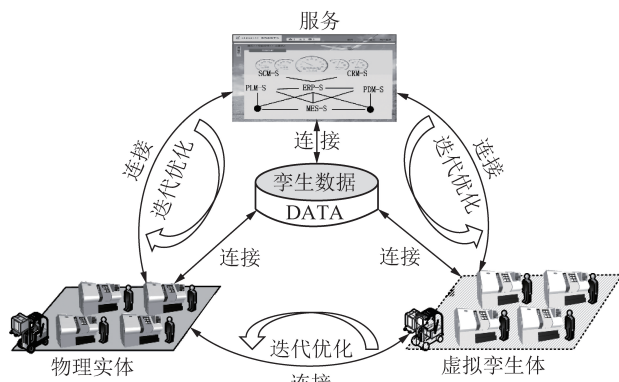 服务
SCM-S
CRM-S
PLM-S
ERP-S
PDM-S
MES-S
连接
连接
连接
迭代优化
迭代优化
孪生数据
DATA
连接
连接
物理实体
迭代优化
虚拟孪生体
连接